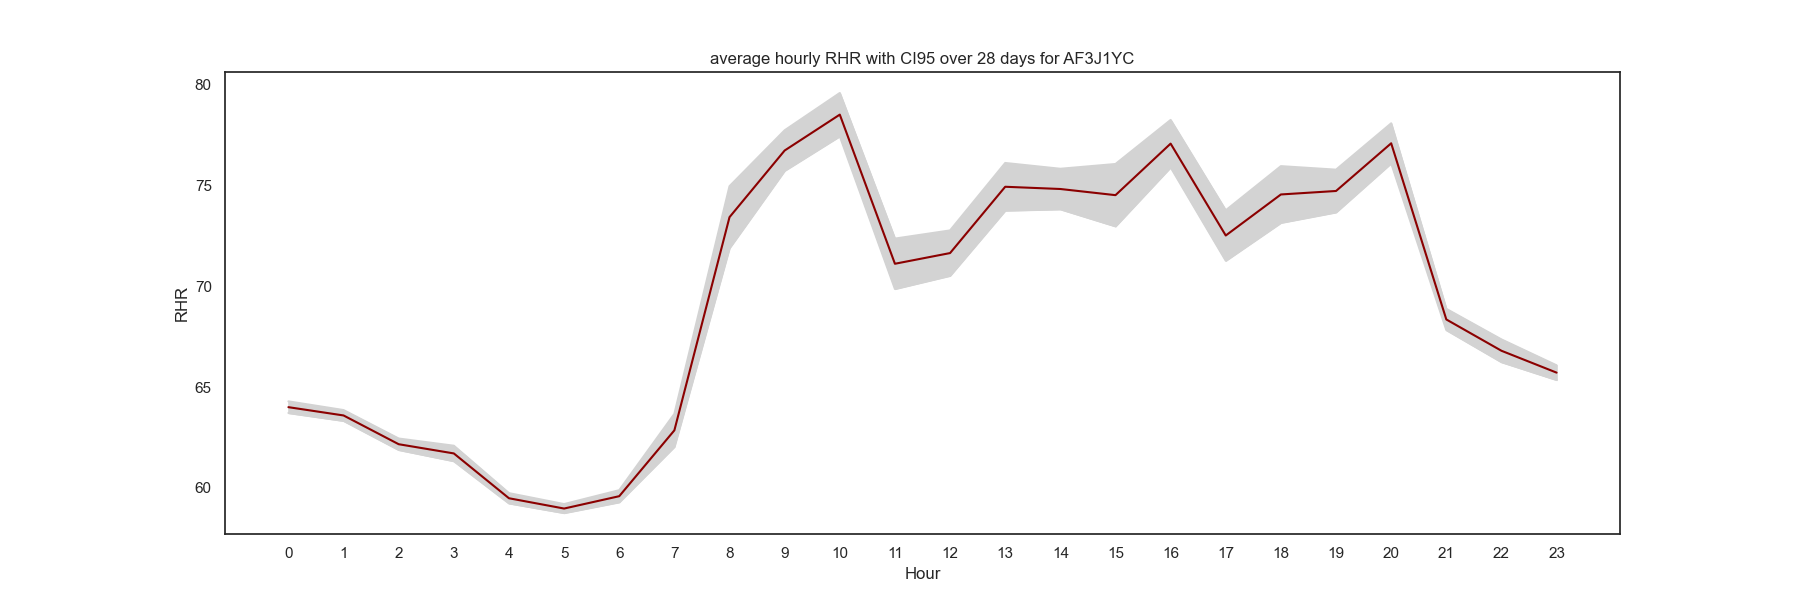 average hourly RHR with CI95 over 28 days for AF3J1YC
80
75
70
65
60
RHR
0 1 2 3 4 5 6 7 8 9 10 11 12 13 14 15 16 17 18 19 20 21 22 23
Hour